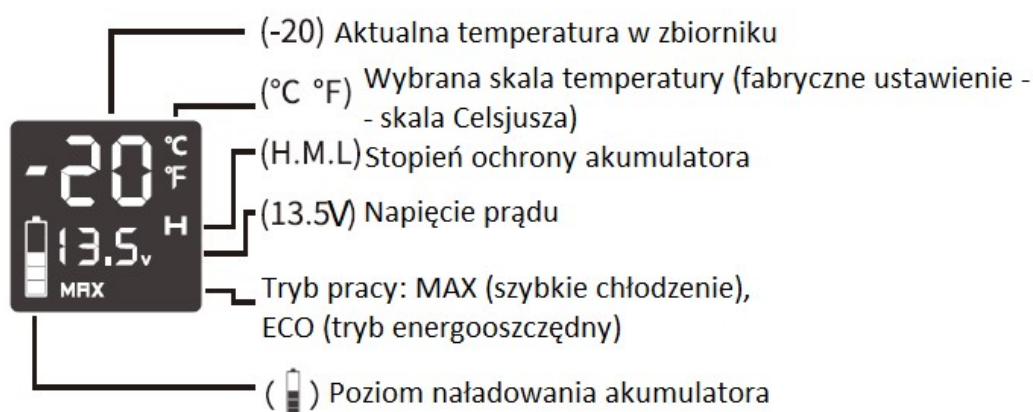 (-20) Aktualna temperatura w zbiorniku
(°C °F) Wybrana skala temperatury (fabryczne ustawienie -
- skala Celsjusza)
(H.M.L) Stopień ochrony akumulatora
(13.5V) Napięcie prądu
Tryb pracy: MAX (szybkie chłodzenie),
ECO (tryb energooszczędny)
( ) Poziom naładowania akumulatora
-20 °C
°F
H
13.5v
MAX